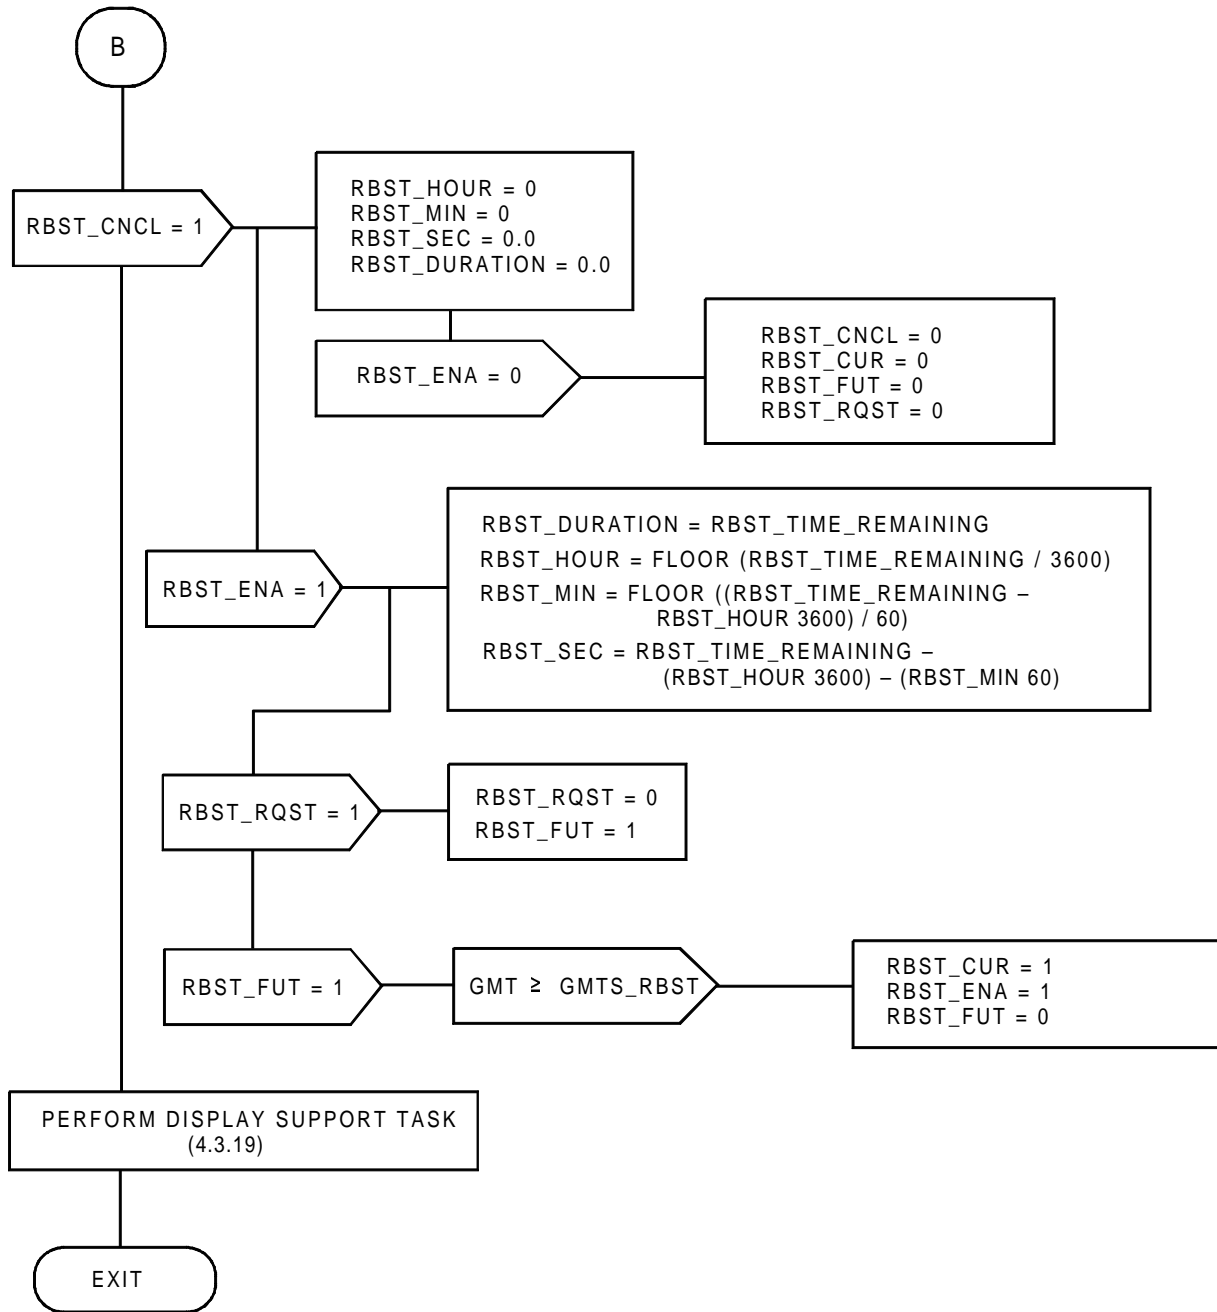 B
RBST_CNCL = 1
RBST_HOUR = 0
RBST_MIN = 0
RBST_SEC = 0.0
RBST_DURATION = 0.0
RBST_ENA = 0
RBST_CNCL = 0
RBST_CUR = 0
RBST_FUT = 0
RBST_RQST = 0
RBST_ENA = 1
RBST_DURATION = RBST_TIME_REMAINING
RBST_HOUR = FLOOR (RBST_TIME_REMAINING / 3600)
RBST_MIN = FLOOR ((RBST_TIME_REMAINING –
RBST_HOUR 3600) / 60)
RBST_SEC = RBST_TIME_REMAINING –
(RBST_HOUR 3600) – (RBST_MIN 60)
RBST_RQST = 1
RBST_RQST = 0
RBST_FUT = 1
RBST_FUT = 1
GMT ≥ GMTS_RBST
RBST_CUR = 1
RBST_ENA = 1
RBST_FUT = 0
PERFORM DISPLAY SUPPORT TASK
(4.3.19)
EXIT